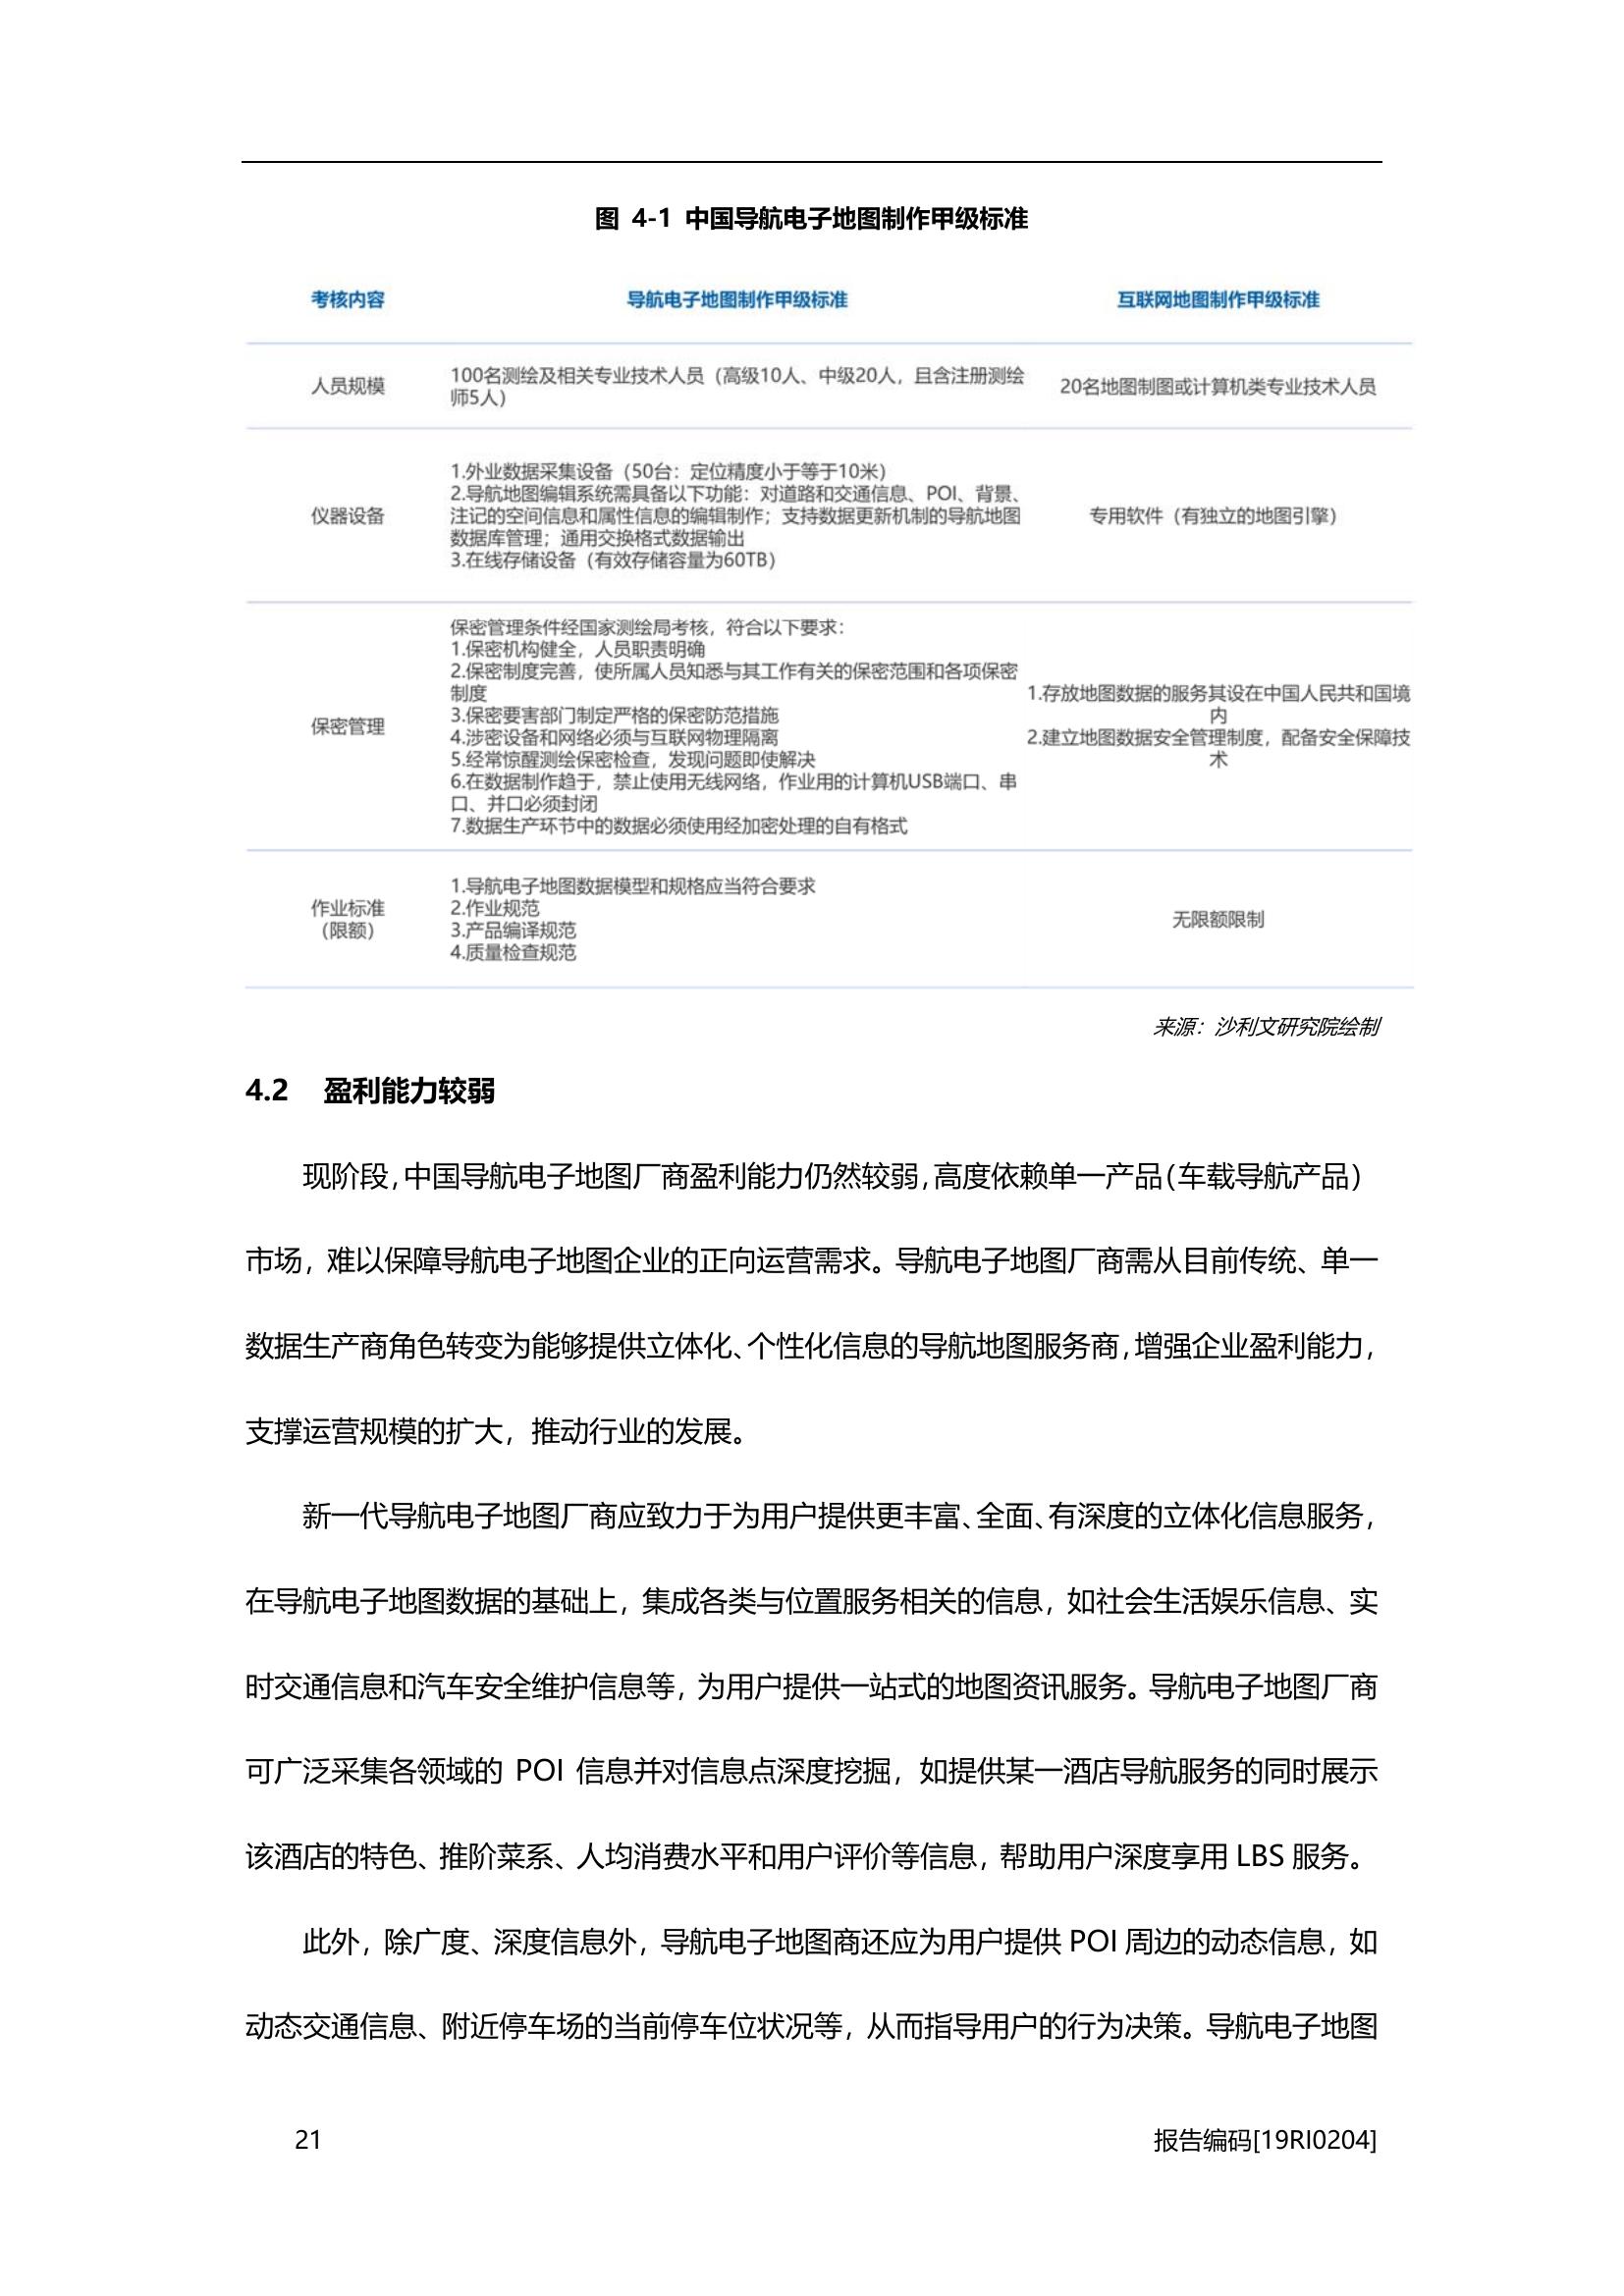 图 4-1 中国导航电子地图制作甲级标准
考核内容
导航电子地图制作甲级标准
互联网地图制作甲级标准
人员规模
100名测绘及相关专业技术人员（高级10人、中级20人，且含注册测绘
师5人）
20名地图制图或计算机类专业技术人员
仪器设备
1.外业数据采集设备（50台：定位精度小于等于10米）
2.导航地图编辑系统需具备以下功能：对道路和交通信息、POI、背景、
注记的空间信息和属性信息的编辑制作；支持数据更新机制的导航地图
数据库管理；通用交换格式数据输出
3.在线存储设备（有效存储容量为60TB）
专用软件（有独立的地图引擎）
保密管理
保密管理条件经国家测绘局考核，符合以下要求：
1.保密机构健全，人员职责明确
2.保密制度完善，使所属人员知悉与其工作有关的保密范围和各项保密
制度
3.保密要害部门制定严格的保密防范措施
4.涉密设备和网络必须与互联网物理隔离
5.经常惊醒测绘保密检查，发现问题即使解决
6.在数据制作趋于，禁止使用无线网络，作业用的计算机USB端口、串
口、并口必须封闭
7.数据生产环节中的数据必须使用经加密处理的自有格式
1.存放地图数据的服务其设在中国人民共和国境
内
2.建立地图数据安全管理制度，配备安全保障技
术
作业标准
（限额）
1.导航电子地图数据模型和规格应当符合要求
2.作业规范
3.产品编译规范
4.质量检查规范
无限额限制
来源：沙利文研究院绘制
4.2 盈利能力较弱
现阶段，中国导航电子地图厂商盈利能力仍然较弱，高度依赖单一产品（车载导航产品）
市场，难以保障导航电子地图企业的正向运营需求。导航电子地图厂商需从目前传统、单一
数据生产商角色转变为能够提供立体化、个性化信息的导航地图服务商，增强企业盈利能力，
支撑运营规模的扩大，推动行业的发展。
新一代导航电子地图厂商应致力于为用户提供更丰富、全面、有深度的立体化信息服务，
在导航电子地图数据的基础上，集成各类与位置服务相关的信息，如社会生活娱乐信息、实
时交通信息和汽车安全维护信息等，为用户提供一站式的地图资讯服务。导航电子地图厂商
可广泛采集各领域的 POI 信息并对信息点深度挖掘，如提供某一酒店导航服务的同时展示
该酒店的特色、推阶菜系、人均消费水平和用户评价等信息，帮助用户深度享用 LBS 服务。
此外，除广度、深度信息外，导航电子地图商还应为用户提供 POI 周边的动态信息，如
动态交通信息、附近停车场的当前停车位状况等，从而指导用户的行为决策。导航电子地图
21
报告编码[19RI0204]